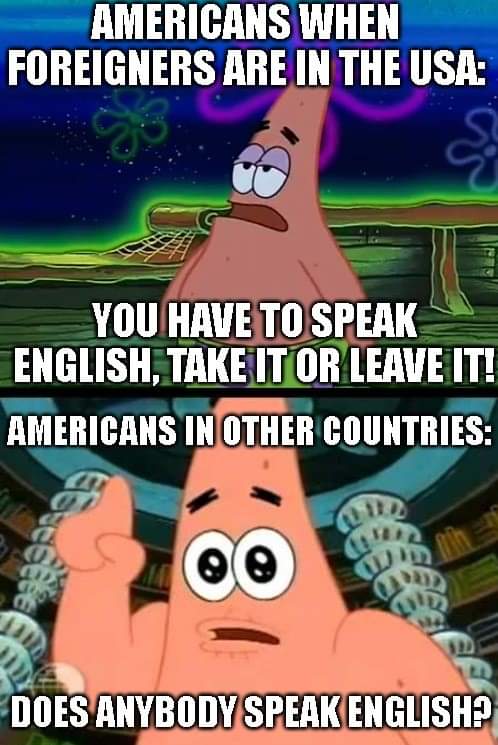 AMERICANS WHEN
FOREIGNERS ARE IN THE USA:
YOU HAVE TO SPEAK
ENGLISH, TAKE IT OR LEAVE IT!
AMERICANS IN OTHER COUNTRIES:
DOES ANYBODY SPEAK ENGLISH?